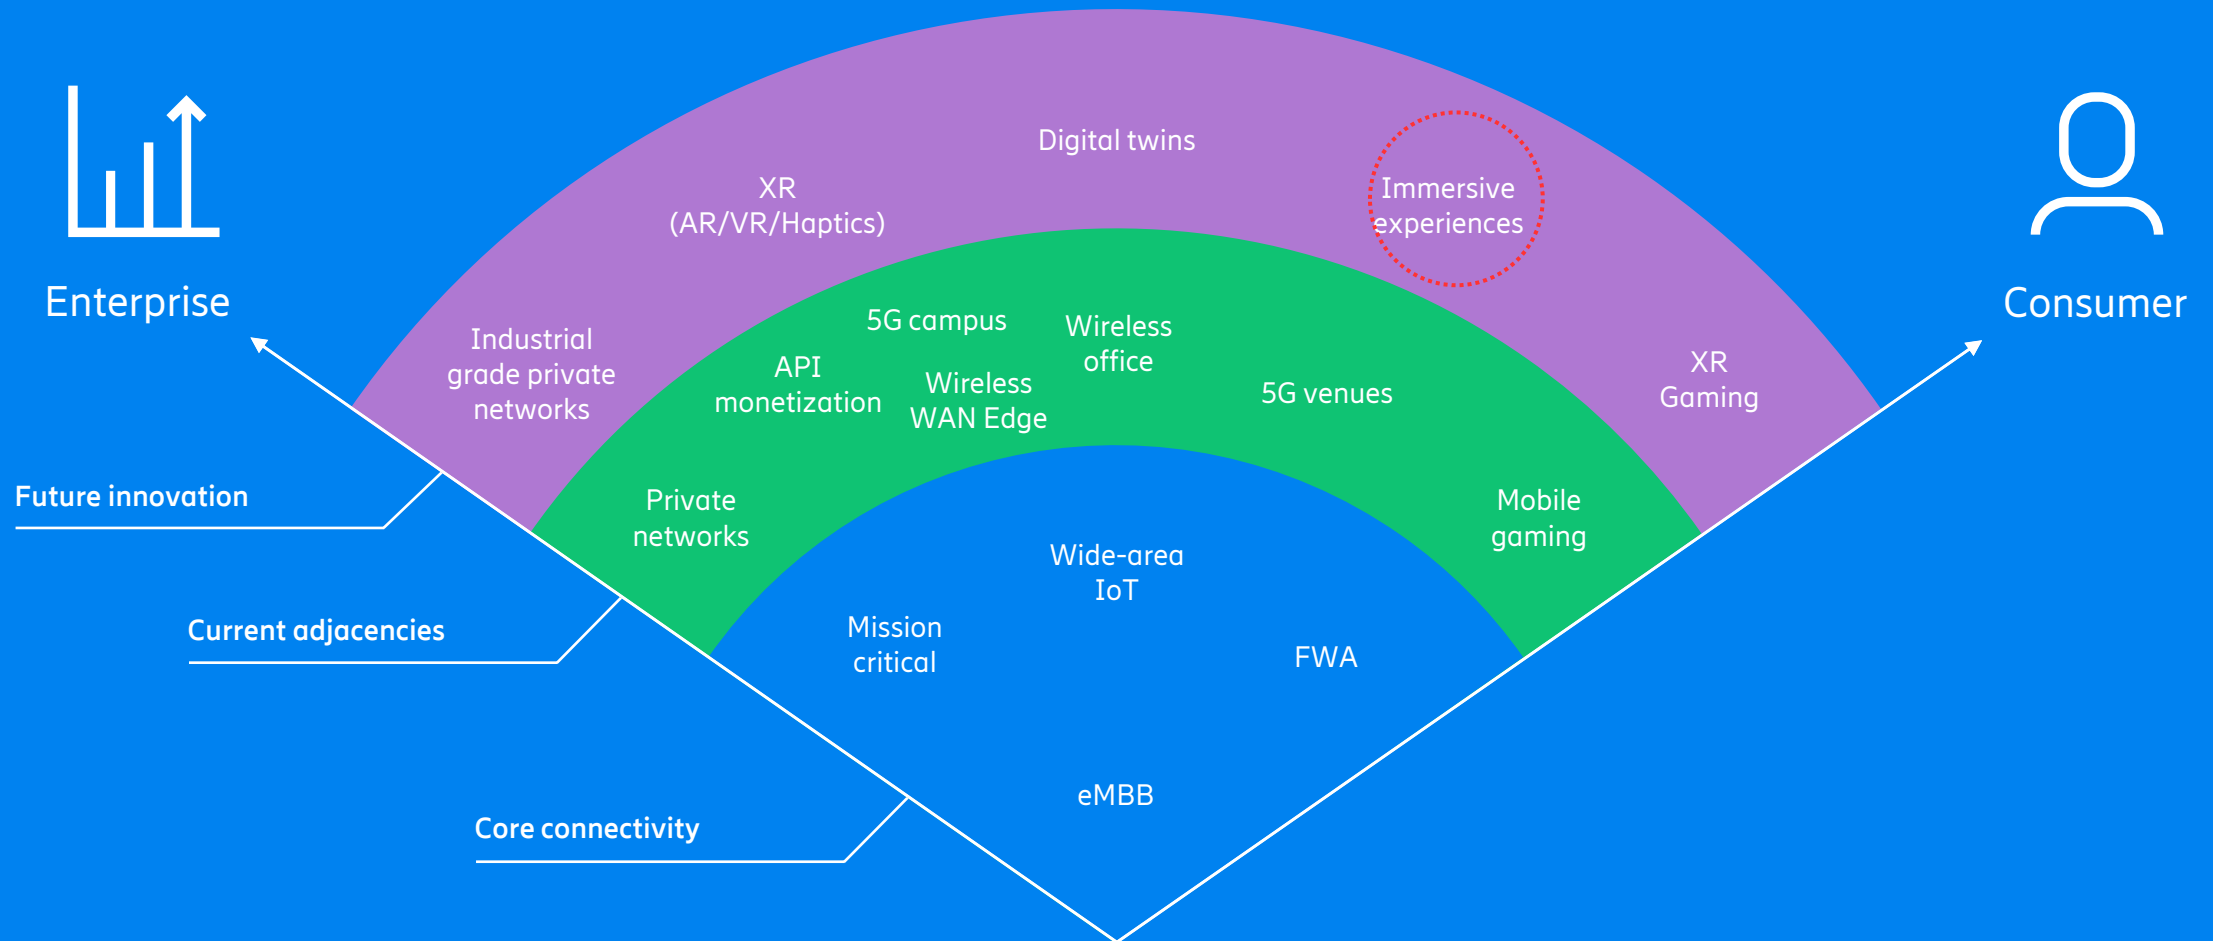 Digital twins
XR
(AR/VR/Haptics)
Immersive
experiences
Enterprise
Consumer
Industrial
grade private
networks
5G campus
Wireless
office
API
monetization
Wireless
WAN Edge
5G venues
XR
Gaming
Future innovation
Private
networks
Mobile
gaming
Wide-area
IoT
Current adjacencies
Mission
critical
FWA
eMBB
Core connectivity